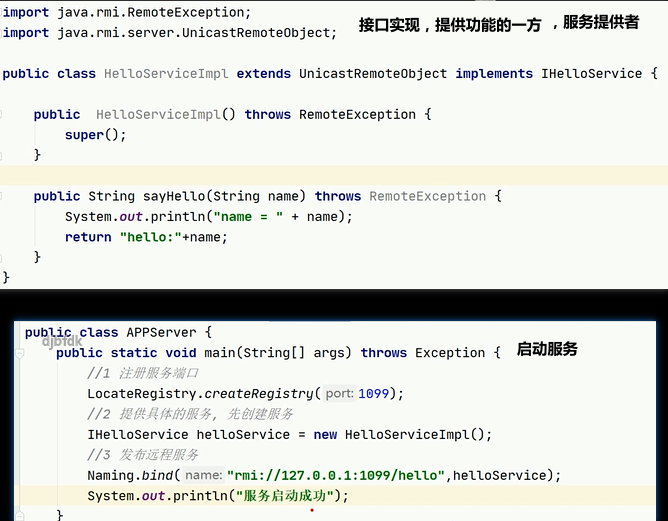 import java.rmi.RemoteException;
import java.rmi.server.UnicastRemoteObject;
接口实现，提供功能的一方 ，服务提供者
public class HelloServiceImpl extends UnicastRemoteObject implements IHelloService {
public  HelloServiceImpl() throws RemoteException {
super();
}
public String sayHello(String name) throws RemoteException {
System.out.println("name = " + name);
return "hello:"+name;
}
}
public class APPServer {
djbfdk
public static void main(String[] args) throws Exception {
启动服务
//1 注册服务端口
LocateRegistry.createRegistry( port: 1099);
//2 提供具体的服务, 先创建服务
IHelloService helloService = new HelloServiceImpl();
//3 发布远程服务
Naming.bind( name: "rmi://127.0.0.1:1099/hello",helloService);
System.out.println("服务启动成功");
}